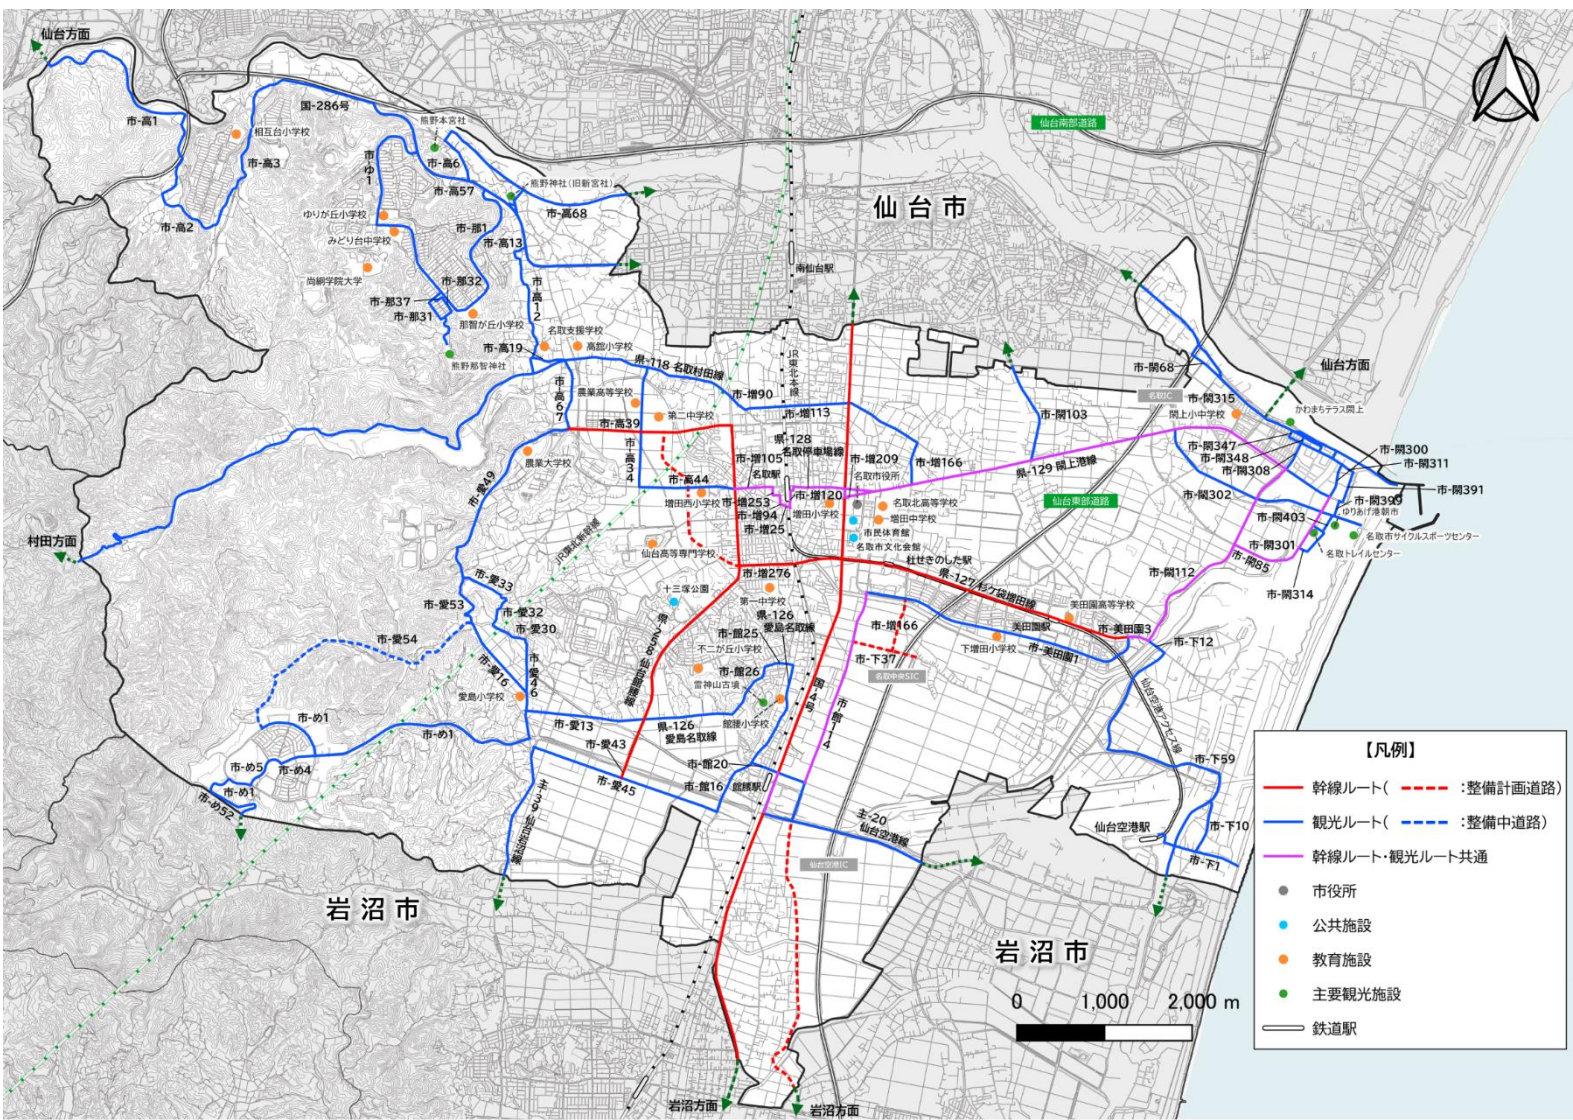 仙台方面
国-286号
仙台南部道路
市-高1
相互台小学校
熊野本宮社
市-高3
市-ゆ1
市-高6
熊野神社(旧新宮社)
市-高57
仙台市
市-高68
市-高2
ゆりが丘小学校
みどり台中学校
市-那1
市-高13
尚絅学院大学
南仙台駅
市-那32
市-那37
市-那31
市-高12
那智が丘小学校
名取支援学校
高舘小学校
市-高19
熊野那智神社
県-118 名取村田線
JR東北本線
仙台方面
市-閖68
市-高67
農業高等学校
市-増90
市-増113
名取IC
市-閖315
かわまちテラス閖上
第二中学校
閖上小中学校
市-閖103
市-高39
県-128
名取停車場線
市-閖347
市-閖348
市-閖308
市-閖300
市-閖311
農業大学校
市-高34
市-増105
名取駅
市-増209
名取市役所
市-増166
県-129 閖上港線
市-愛49
市-高44
増田西小学校
市-増253
市-増94
市-増25
市-増120
増田小学校
名取北高等学校
増田中学校
市民体育館
名取市文化会館
仙台東部道路
市-閖302
市-閖391
市-閖399
ゆりあげ港朝市
市-閖403
名取市サイクルスポーツセンター
市-閖301
名取トレイルセンター
村田方面
JR東北新幹線
仙台高等専門学校
杜せきのした駅
市-閖85
市-閖112
市-閖314
市-愛33
市-増276
県-127 杉ケ袋増田線
十三塚公園
第一中学校
美田園高等学校
市-愛53
市-愛32
市-愛30
県-126
愛島名取線
市-館25
市-増166
美田園駅
市-美田園3
市-愛54
県-258 仙台館腰線
不二が丘小学校
下増田小学校
市-美田園1
市-下12
市-愛16
市-愛46
市-館26
市-下37
愛島小学校
雷神山古墳
名取中央SIC
館腰小学校
国-4号
仙台空港アクセス線
市-め1
市-め1
市-愛13
県-126
愛島名取線
市-館114
市-愛43
市-め5
市-め4
市-館20
市-下59
市-め1
市-愛45
市-館16
館腰駅
市-め52
主-20
仙台空港線
仙台空港駅
市-下10
仙台空港IC
市-下1
岩沼市
岩沼市
岩沼方面
岩沼方面
0 1,000 2,000 m
【凡例】
幹線ルート( :整備計画道路)
観光ルート( :整備中道路)
幹線ルート・観光ルート共通
市役所
公共施設
教育施設
主要観光施設
鉄道駅